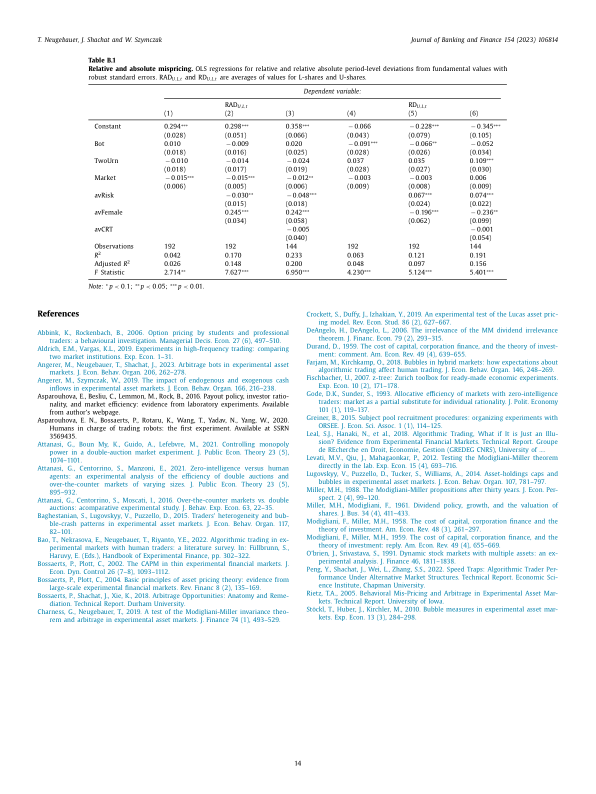 T. Neugebauer, J. Shachat and W. Szymczak
Journal of Banking and Finance 154 (2023) 106814
Table B.1
Relative and absolute mispricing. OLS regressions for relative and relative absolute period-level deviations from fundamental values with
robust standard errors. RADU,L,t and RDU,L,t are averages of values for L-shares and U-shares.
Dependent variable:
RADU,L,t RDU,L,t
(1) (2) (3) (4) (5) (6)
Constant 0.294*** 0.298*** 0.358*** −0.066 −0.228*** −0.345***
(0.028) (0.051) (0.066) (0.043) (0.079) (0.105)
Bot 0.010 −0.009 0.020 −0.091*** −0.066** −0.052
(0.018) (0.016) (0.025) (0.028) (0.026) (0.034)
TwoUrn −0.010 −0.014 −0.024 0.037 0.035 0.109***
(0.018) (0.017) (0.019) (0.028) (0.027) (0.030)
Market −0.015*** −0.015*** −0.012** −0.003 −0.003 0.006
(0.006) (0.005) (0.006) (0.009) (0.008) (0.009)
avRisk −0.030** −0.048*** 0.067*** 0.074***
(0.015) (0.018) (0.024) (0.022)
avFemale 0.245*** 0.242*** −0.196*** −0.236**
(0.034) (0.058) (0.062) (0.099)
avCRT −0.005 −0.001
(0.040) (0.054)
Observations 192 192 144 192 192 144
R² 0.042 0.170 0.233 0.063 0.121 0.191
Adjusted R² 0.026 0.148 0.200 0.048 0.097 0.156
F Statistic 2.714** 7.627*** 6.950*** 4.230*** 5.124*** 5.401***
Note: *p < 0.1; **p < 0.05; ***p < 0.01.
References
Abbink, K., Rockenbach, B., 2006. Option pricing by students and professional
traders: a behavioural investigation. Managerial Decis. Econ. 27 (6), 497–510.
Aldrich, E.M., Vargas, K.L., 2019. Experiments in high-frequency trading: comparing
two market institutions. Exp. Econ. 1–31.
Angerer, M., Neugebauer, T., Shachat, J., 2023. Arbitrage bots in experimental asset
markets. J. Econ. Behav. Organ. 206, 262–278.
Angerer, M., Szymczak, W., 2019. The impact of endogenous and exogenous cash
inflows in experimental asset markets. J. Econ. Behav. Organ. 166, 216–238.
Asparouhova, E., Besliu, C., Lemmon, M., Rock, B., 2016. Payout policy, investor ratio-
nality, and market efficiency: evidence from laboratory experiments. Available
from author's webpage.
Asparouhova, E. N., Bossaerts, P., Rotaru, K., Wang, T., Yadav, N., Yang, W., 2020.
Humans in charge of trading robots: the first experiment. Available at SSRN
3569435.
Attanasi, G., Boun My, K., Guido, A., Lefebvre, M., 2021. Controlling monopoly
power in a double-auction market experiment. J. Public Econ. Theory 23 (5),
1074–1101.
Attanasi, G., Centorrino, S., Manzoni, E., 2021. Zero-intelligence versus human
agents: an experimental analysis of the efficiency of double auctions and
over-the-counter markets of varying sizes. J. Public Econ. Theory 23 (5),
895–932.
Attanasi, G., Centorrino, S., Moscati, I., 2016. Over-the-counter markets vs. double
auctions: acomparative experimental study. J. Behav. Exp. Econ. 63, 22–35.
Baghestanian, S., Lugovskyy, V., Puzzello, D., 2015. Traders' heterogeneity and bub-
ble-crash patterns in experimental asset markets. J. Econ. Behav. Organ. 117,
82–101.
Bao, T., Nekrasova, E., Neugebauer, T., Riyanto, Y.E., 2022. Algorithmic trading in ex-
perimental markets with human traders: a literature survey. In: Füllbrunn, S.,
Haruvy, E. (Eds.), Handbook of Experimental Finance, pp. 302–322.
Bossaerts, P., Plott, C., 2002. The CAPM in thin experimental financial markets. J.
Econ. Dyn. Control 26 (7–8), 1093–1112.
Bossaerts, P., Plott, C., 2004. Basic principles of asset pricing theory: evidence from
large-scale experimental financial markets. Rev. Financ 8 (2), 135–169.
Bossaerts, P., Shachat, J., Xie, K., 2018. Arbitrage Opportunities: Anatomy and Reme-
diation. Technical Report. Durham University.
Charness, G., Neugebauer, T., 2019. A test of the Modigliani-Miller invariance theo-
rem and arbitrage in experimental asset markets. J. Finance 74 (1), 493–529.
Crockett, S., Duffy, J., Izhakian, Y., 2019. An experimental test of the Lucas asset pric-
ing model. Rev. Econ. Stud. 86 (2), 627–667.
DeAngelo, H., DeAngelo, L., 2006. The irrelevance of the MM dividend irrelevance
theorem. J. Financ. Econ. 79 (2), 293–315.
Durand, D., 1959. The cost of capital, corporation finance, and the theory of invest-
ment: comment. Am. Econ. Rev. 49 (4), 639–655.
Farjam, M., Kirchkamp, O., 2018. Bubbles in hybrid markets: how expectations about
algorithmic trading affect human trading. J. Econ. Behav. Organ. 146, 248–269.
Fischbacher, U., 2007. z-tree: Zurich toolbox for ready-made economic experiments.
Exp. Econ. 10 (2), 171–178.
Gode, D.K., Sunder, S., 1993. Allocative efficiency of markets with zero-intelligence
traders: market as a partial substitute for individual rationality. J. Polit. Economy
101 (1), 119–137.
Greiner, B., 2015. Subject pool recruitment procedures: organizing experiments with
ORSEE. J. Econ. Sci. Assoc. 1 (1), 114–125.
Leal, S.J., Hanaki, N., et al., 2018. Algorithmic Trading, What if It is Just an Illu-
sion? Evidence from Experimental Financial Markets. Technical Report. Groupe
de REcherche en Droit, Economie, Gestion (GREDEG CNRS), University of ...
Levati, M.V., Qiu, J., Mahagaonkar, P., 2012. Testing the Modigliani-Miller theorem
directly in the lab. Exp. Econ. 15 (4), 693–716.
Lugovskyy, V., Puzzello, D., Tucker, S., Williams, A., 2014. Asset-holdings caps and
bubbles in experimental asset markets. J. Econ. Behav. Organ. 107, 781–797.
Miller, M.H., 1988. The Modigliani-Miller propositions after thirty years. J. Econ. Per-
spect. 2 (4), 99–120.
Miller, M.H., Modigliani, F., 1961. Dividend policy, growth, and the valuation of
shares. J. Bus. 34 (4), 411–433.
Modigliani, F., Miller, M.H., 1958. The cost of capital, corporation finance and the
theory of investment. Am. Econ. Rev. 48 (3), 261–297.
Modigliani, F., Miller, M.H., 1959. The cost of capital, corporation finance, and the
theory of investment: reply. Am. Econ. Rev. 49 (4), 655–669.
O'Brien, J., Srivastava, S., 1991. Dynamic stock markets with multiple assets: an ex-
perimental analysis. J. Finance 46, 1811–1838.
Peng, Y., Shachat, J., Wei, L., Zhang, S.S., 2022. Speed Traps: Algorithmic Trader Per-
formance Under Alternative Market Structures. Technical Report. Economic Sci-
ence Institute, Chapman University.
Rietz, T.A., 2005. Behavioral Mis-Pricing and Arbitrage in Experimental Asset Mar-
kets. Technical Report. University of Iowa.
Stöckl, T., Huber, J., Kirchler, M., 2010. Bubble measures in experimental asset mar-
kets. Exp. Econ. 13 (3), 284–298.
14